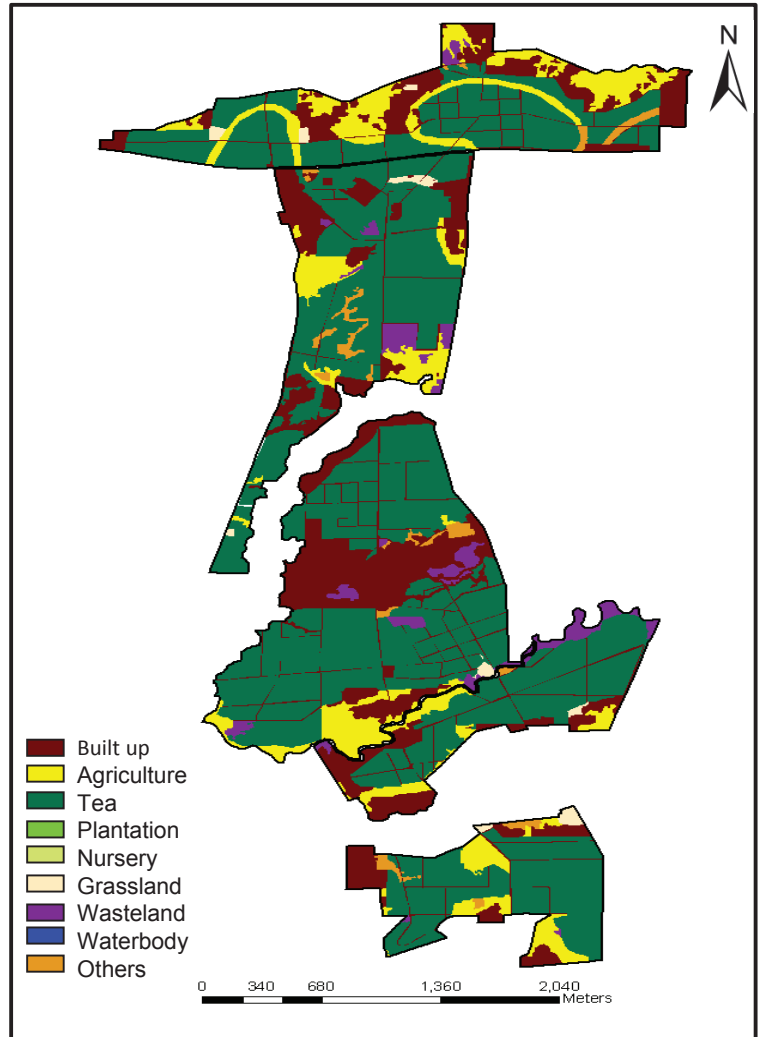 N
Built up
Agriculture
Tea
Plantation
Nursery
Grassland
Wasteland
Waterbody
Others
0 340 680 1,360 2,040
Meters